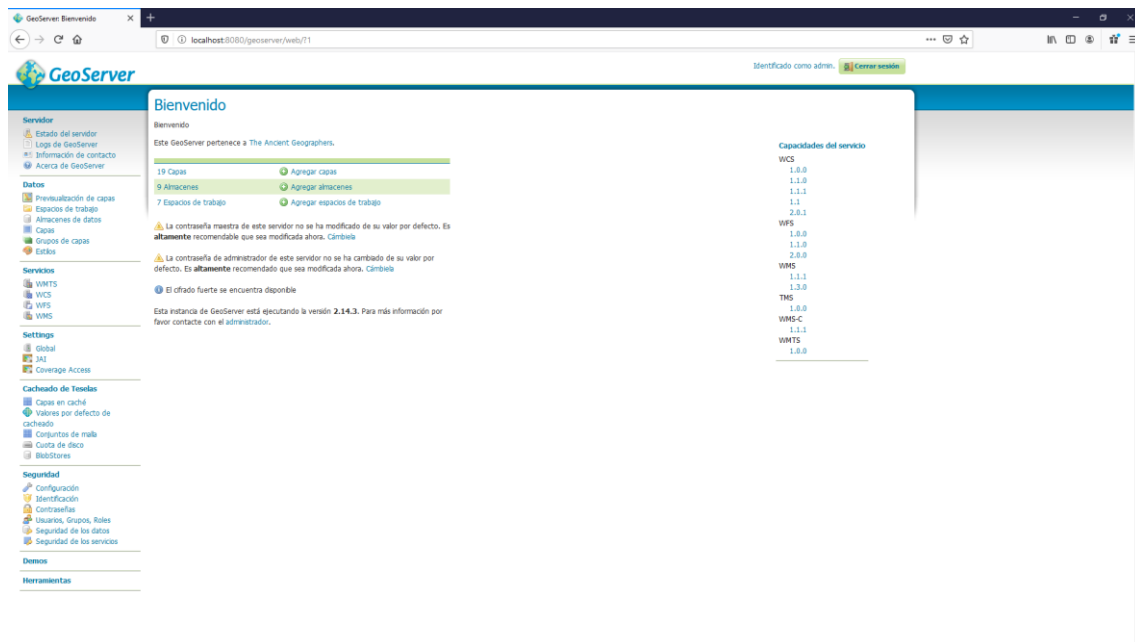 GeoServer: Bienvenido
localhost:8080/geoserver/web/?1
GeoServer
Identificado como admin.
Cerrar sesión
Servidor
Estado del servidor
Logs de GeoServer
Información de contacto
Acerca de GeoServer
Datos
Previsualización de capas
Espacios de trabajo
Almacenes de datos
Capas
Grupos de capas
Estilos
Servicios
WMTS
WCS
WFS
WMS
Settings
Global
JAI
Coverage Access
Cacheado de Teselas
Capas en caché
Valores por defecto de
cacheado
Conjuntos de malla
Cuota de disco
BlobStores
Seguridad
Configuración
Identificación
Contraseñas
Usuarios, Grupos, Roles
Seguridad de los datos
Seguridad de los servicios
Demos
Herramientas
Bienvenido
Bienvenido
Este GeoServer pertenece a The Ancient Geographers.
19 Capas Agregar capas
9 Almacenes Agregar almacenes
7 Espacios de trabajo Agregar espacios de trabajo
La contraseña maestra de este servidor no se ha modificado de su valor por defecto. Es
altamente recomendable que sea modificada ahora. Cámbiela
La contraseña de administrador de este servidor no se ha cambiado de su valor por
defecto. Es altamente recomendado que sea modificada ahora. Cámbiela
El cifrado fuerte se encuentra disponible
Esta instancia de GeoServer está ejecutando la versión 2.14.3. Para más información por
favor contacte con el administrador.
Capacidades del servicio
WCS
1.0.0
1.1.0
1.1.1
1.1
2.0.1
WFS
1.0.0
1.1.0
2.0.0
WMS
1.1.1
1.3.0
TMS
1.0.0
WMS-C
1.1.1
WMTS
1.0.0